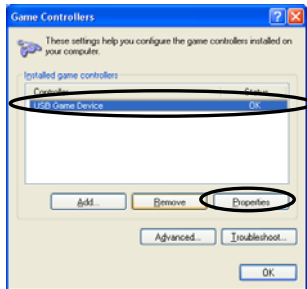 Game Controllers
These settings help you configure the game controllers installed on
your computer.
Installed game controllers
Controller Status
USB Game Device OK
Add... Remove Properties
Advanced... Troubleshoot...
OK